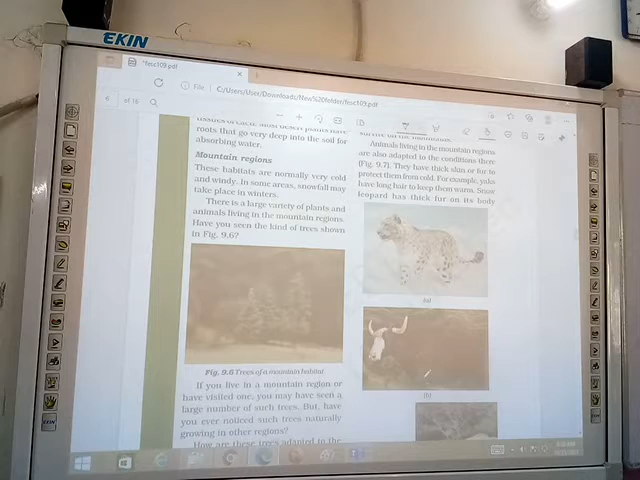 EKIN
*fesc109.pdf
File
C:/Users/User/Downloads/New%20folder/fesc109.pdf
of 16
roots that go very deep into the soil for
absorbing water.
Mountain regions
These habitats are normally very cold
and windy. In some areas, snowfall may
take place in winters.
There is a large variety of plants and
animals living in the mountain regions.
Have you seen the kind of trees shown
in Fig. 9.6?
Fig. 9.6 Trees of a mountain habitat
If you live in a mountain region or
have visited one, you may have seen a
large number of such trees. But, have
you ever noticed such trees naturally
growing in other regions?
How are these trees adapted to the
Animals living in the mountain regions
are also adapted to the conditions there
(Fig. 9.7). They have thick skin or fur to
protect them from cold. For example, yaks
have long hair to keep them warm. Snow
leopard has thick fur on its body
(a)
(b)